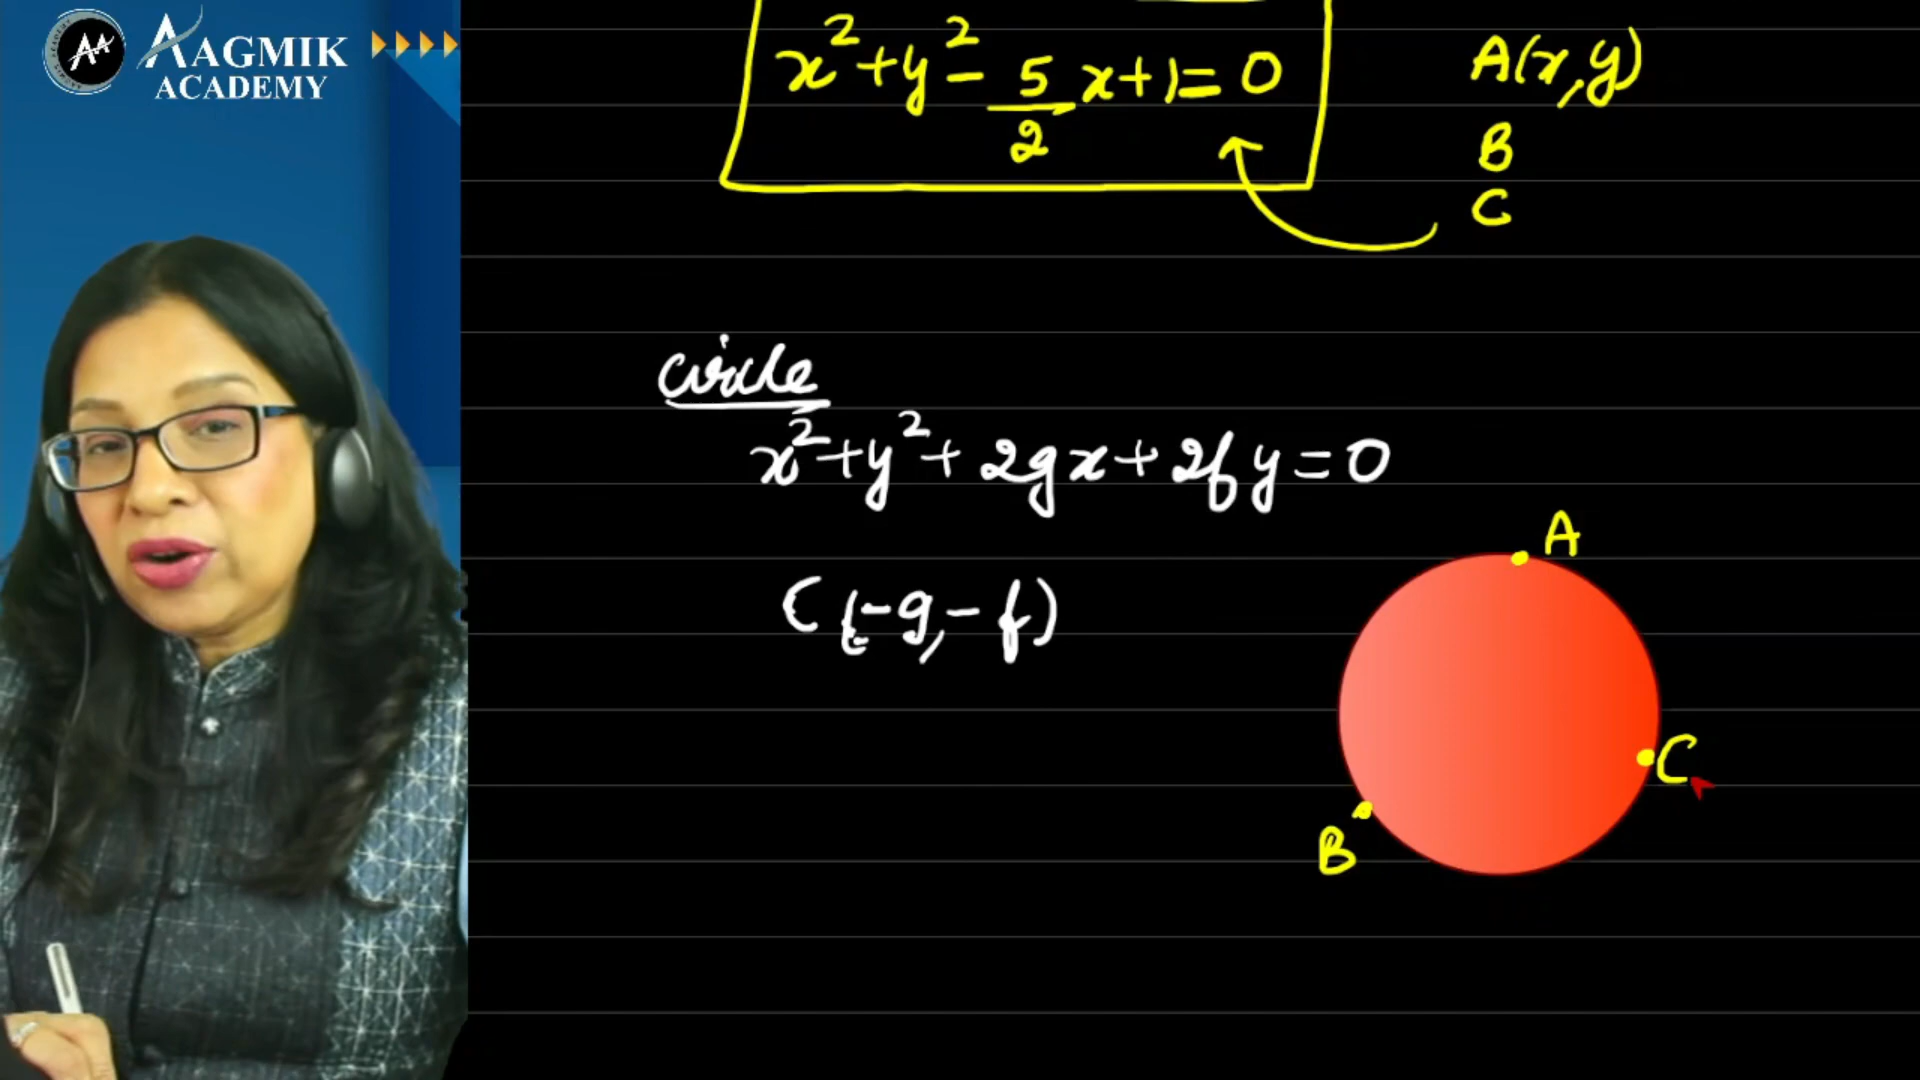 AAGMIK
ACADEMY
x²+y²-5/2 x+1=0
A(x,y)
B
C
circle
x²+y²+2gx+2fy=0
C(-g,-f)
A
C
B